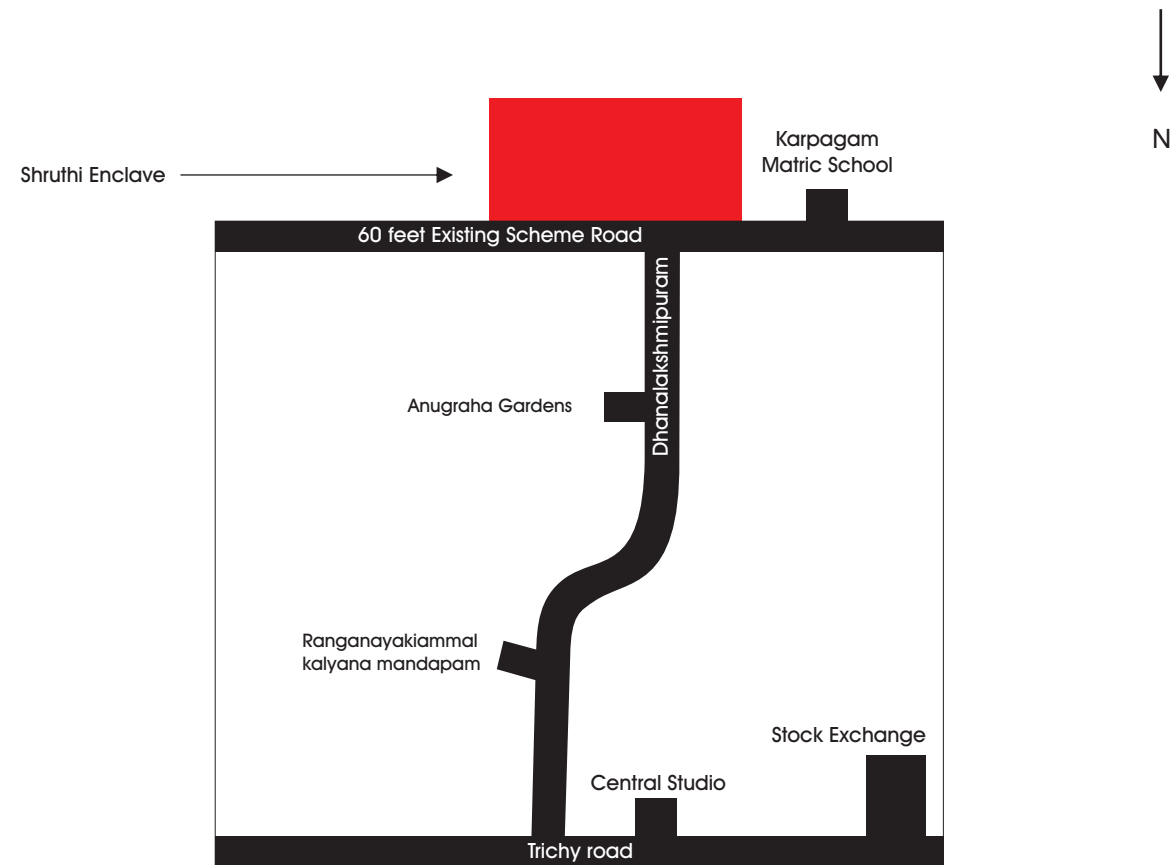 N
Karpagam
Matric School
Shruthi Enclave
60 feet Existing Scheme Road
Dhanalakshmipuram
Anugraha Gardens
Ranganayakiammal
kalyana mandapam
Stock Exchange
Central Studio
Trichy road